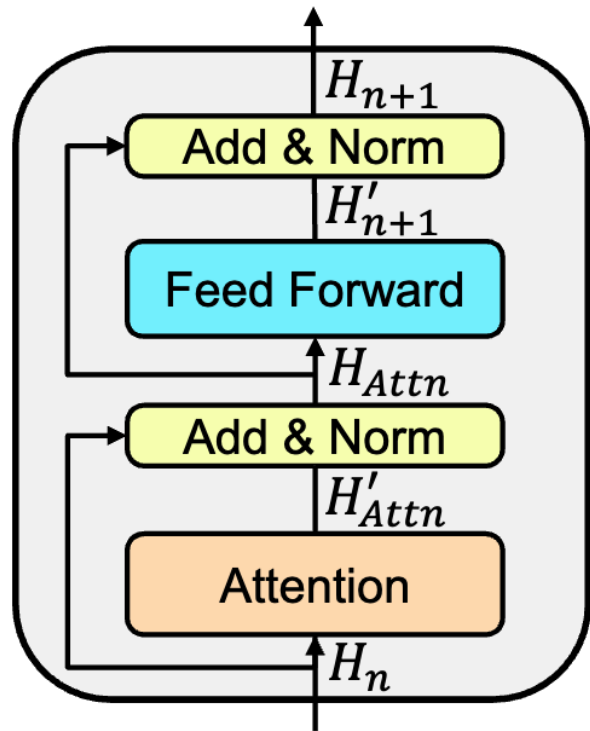 H_{n+1}
Add & Norm
H'_{n+1}
Feed Forward
H_{Attn}
Add & Norm
H'_{Attn}
Attention
H_n